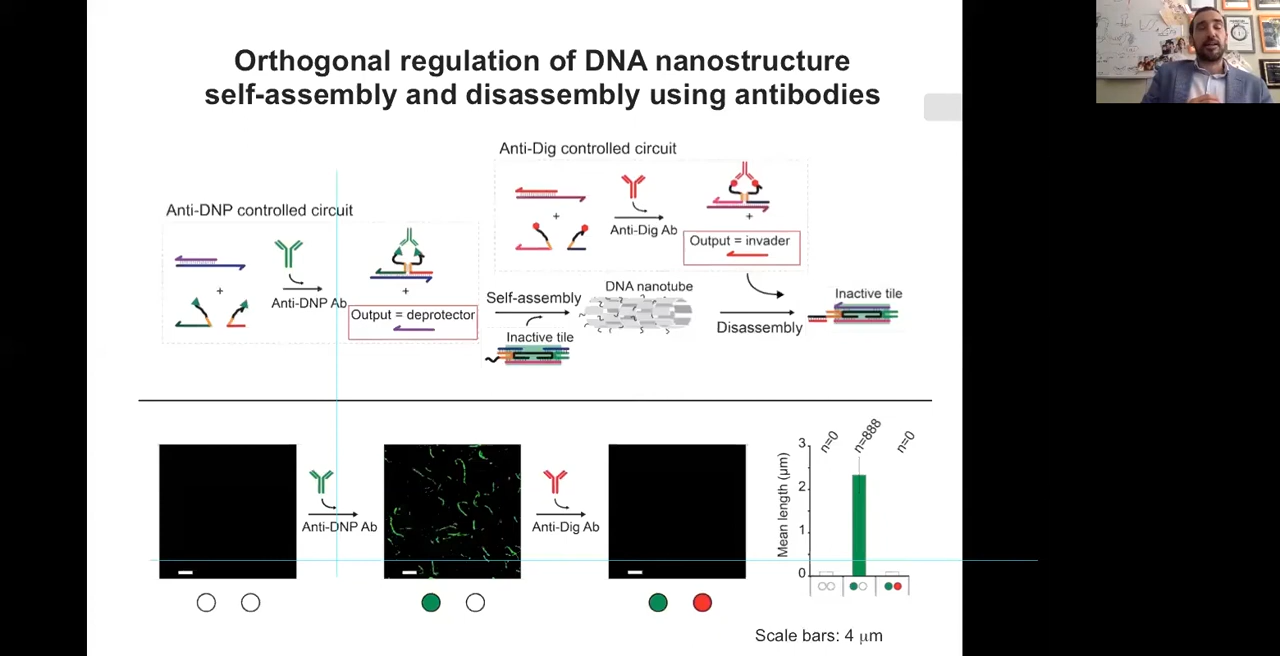 Orthogonal regulation of DNA nanostructure
self-assembly and disassembly using antibodies
Anti-Dig controlled circuit
+
Anti-Dig Ab
+
Output = invader
Anti-DNP controlled circuit
+
Anti-DNP Ab
+
Output = deprotector
Self-assembly
Inactive tile
DNA nanotube
Disassembly
Inactive tile
Anti-DNP Ab
Anti-Dig Ab
Mean length (μm)
3
2
1
0
n=0
n=888
n=0
Scale bars: 4 μm